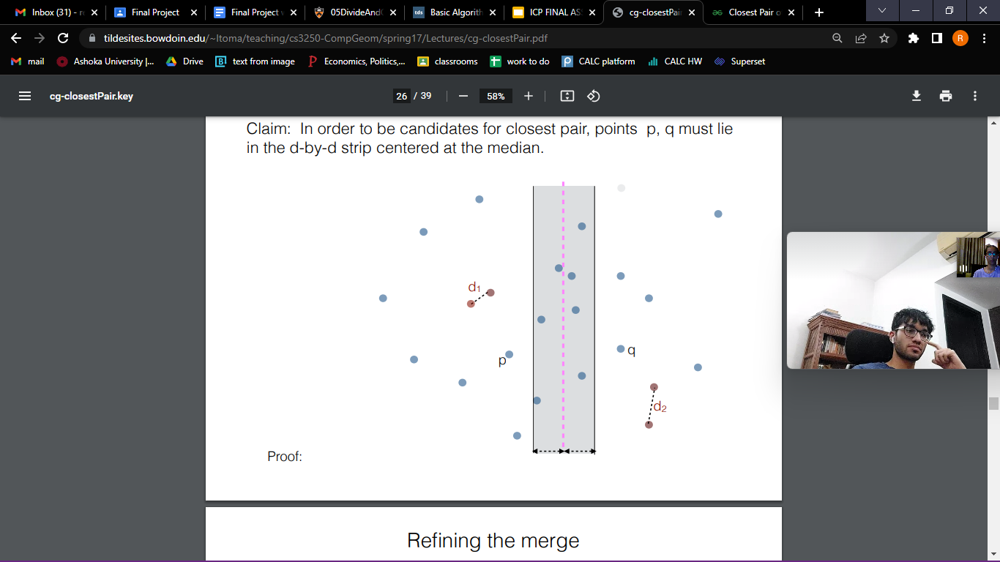 Inbox (31) - r
Final Project
Final Project
05DivideAnd
Basic Algorith
ICP FINAL AS
cg-closestPair
Closest Pair o
tildesites.bowdoin.edu/~ltoma/teaching/cs3250-CompGeom/spring17/Lectures/cg-closestPair.pdf
R
mail
Ashoka University |...
Drive
text from image
Economics, Politics,...
classrooms
work to do
CALC platform
CALC HW
Superset
cg-closestPair.key
26 / 39
58%
Claim: In order to be candidates for closest pair, points p, q must lie
in the d-by-d strip centered at the median.
d1
p
q
d2
Proof:
Refining the merge